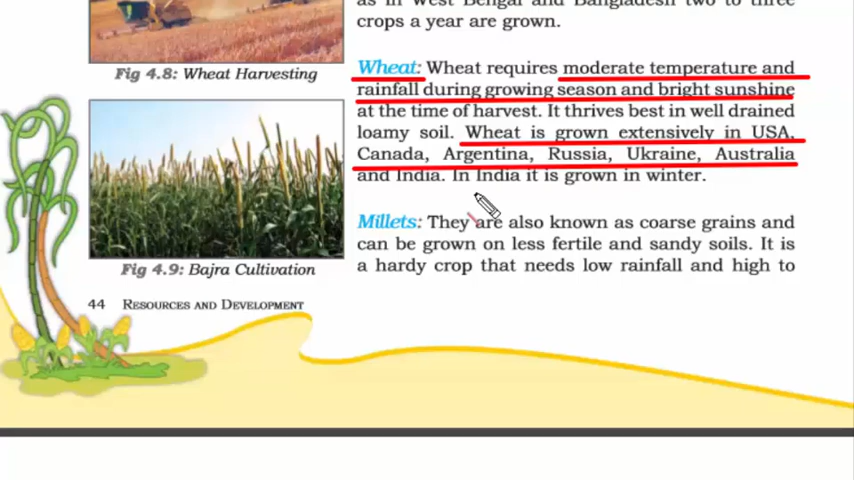 as in West Bengal and Bangladesh two to three
crops a year are grown.
Fig 4.8: Wheat Harvesting
Wheat: Wheat requires moderate temperature and
rainfall during growing season and bright sunshine
at the time of harvest. It thrives best in well drained
loamy soil. Wheat is grown extensively in USA,
Canada, Argentina, Russia, Ukraine, Australia
and India. In India it is grown in winter.
Millets: They are also known as coarse grains and
can be grown on less fertile and sandy soils. It is
a hardy crop that needs low rainfall and high to
Fig 4.9: Bajra Cultivation
44 RESOURCES AND DEVELOPMENT